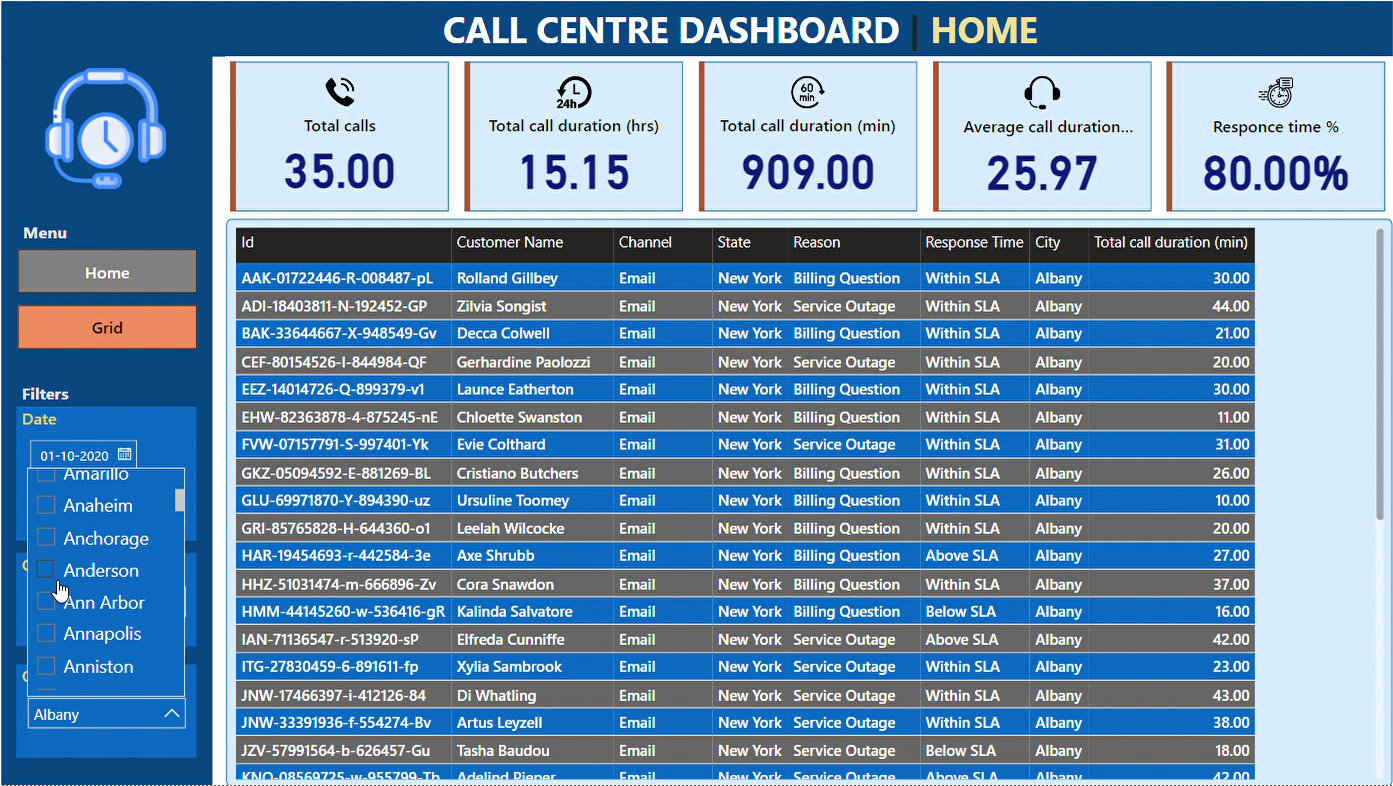 CALL CENTRE DASHBOARD | HOME
Total calls
35.00
24h
Total call duration (hrs)
15.15
60 min
Total call duration (min)
909.00
Average call duration...
25.97
Responce time %
80.00%
Menu
Home
Grid
Filters
Date
01-10-2020
Amarillo
Anaheim
Anchorage
Anderson
Ann Arbor
Annapolis
Anniston
Albany
Id Customer Name Channel State Reason Response Time City Total call duration (min)
AAK-01722446-R-008487-pL Rolland Gillbey Email New York Billing Question Within SLA Albany 30.00
ADI-18403811-N-192452-GP Zilvia Songist Email New York Service Outage Within SLA Albany 44.00
BAK-33644667-X-948549-Gv Decca Colwell Email New York Billing Question Within SLA Albany 21.00
CEF-80154526-I-844984-QF Gerhardine Paolozzi Email New York Service Outage Within SLA Albany 20.00
EEZ-14014726-Q-899379-v1 Launce Eatherton Email New York Billing Question Within SLA Albany 30.00
EHW-82363878-4-875245-nE Chloette Swanston Email New York Billing Question Within SLA Albany 11.00
FVW-07157791-S-997401-Yk Evie Colthard Email New York Service Outage Within SLA Albany 31.00
GKZ-05094592-E-881269-BL Cristiano Butchers Email New York Billing Question Within SLA Albany 26.00
GLU-69971870-Y-894390-uz Ursuline Toomey Email New York Billing Question Within SLA Albany 10.00
GRI-85765828-H-644360-o1 Leelah Wilcocke Email New York Billing Question Within SLA Albany 20.00
HAR-19454693-r-442584-3e Axe Shrubb Email New York Billing Question Above SLA Albany 27.00
HHZ-51031474-m-666896-Zv Cora Snawdon Email New York Billing Question Within SLA Albany 37.00
HMM-44145260-w-536416-gR Kalinda Salvatore Email New York Billing Question Below SLA Albany 16.00
IAN-71136547-r-513920-sP Elfreda Cunniffe Email New York Service Outage Above SLA Albany 42.00
ITG-27830459-6-891611-fp Xylia Sambrook Email New York Service Outage Within SLA Albany 23.00
JNW-17466397-i-412126-84 Di Whatling Email New York Service Outage Within SLA Albany 43.00
JNW-33391936-f-554274-Bv Artus Leyzell Email New York Service Outage Within SLA Albany 38.00
JZV-57991564-b-626457-Gu Tasha Baudou Email New York Service Outage Below SLA Albany 18.00
KNO-08569725-w-955799-Th Adelind Piener Email New York Service Outage Above SLA Albany 42.00